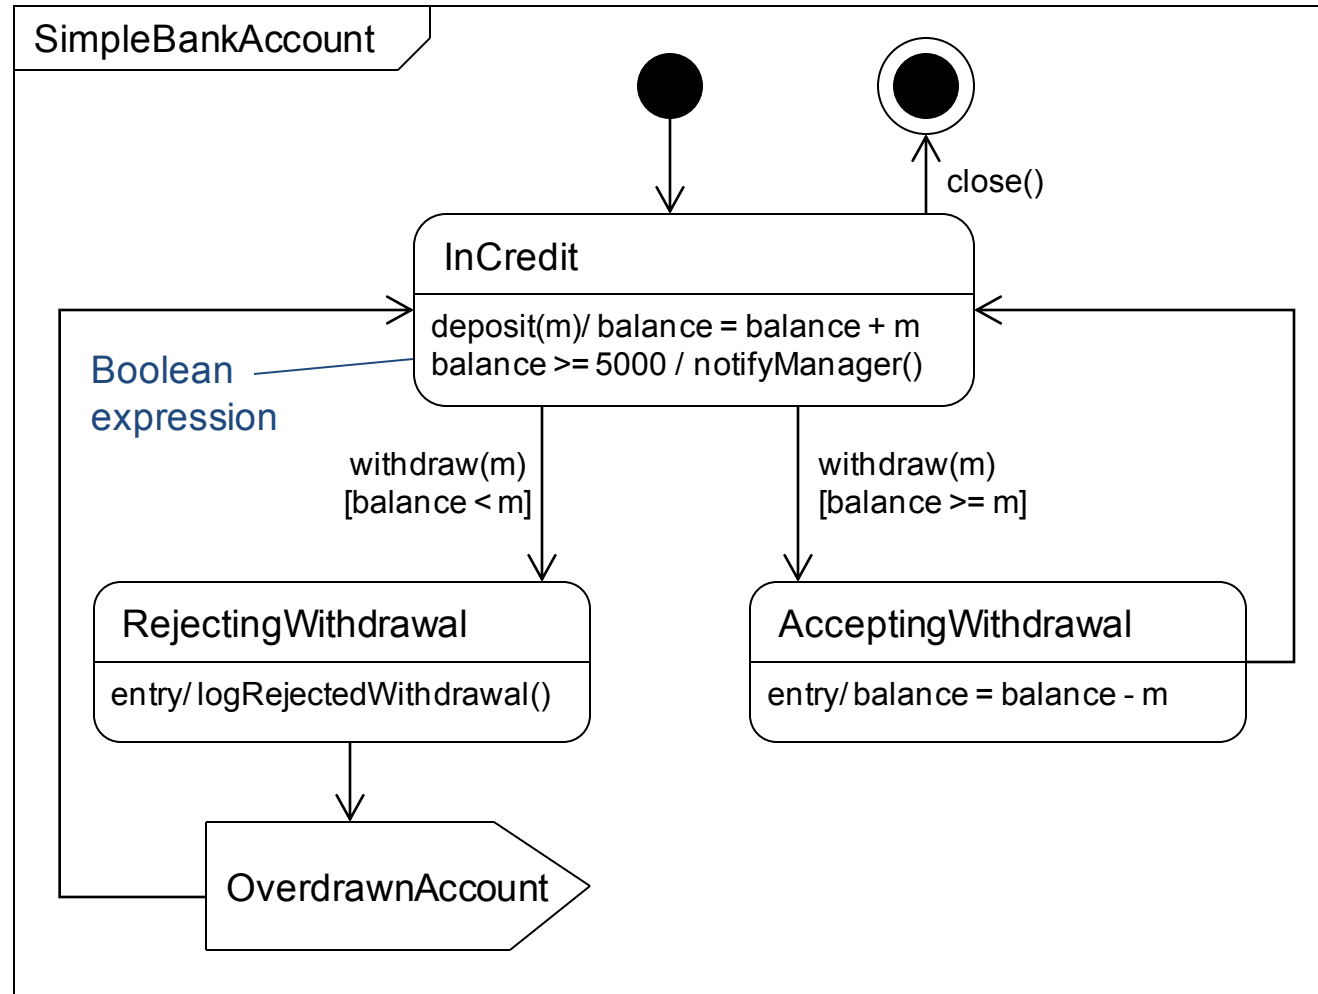 SimpleBankAccount
close()
InCredit
deposit(m)/ balance = balance + m
balance >= 5000 / notifyManager()
Boolean
expression
withdraw(m)
[balance < m]
withdraw(m)
[balance >= m]
RejectingWithdrawal
entry/ logRejectedWithdrawal()
AcceptingWithdrawal
entry/ balance = balance - m
OverdrawnAccount